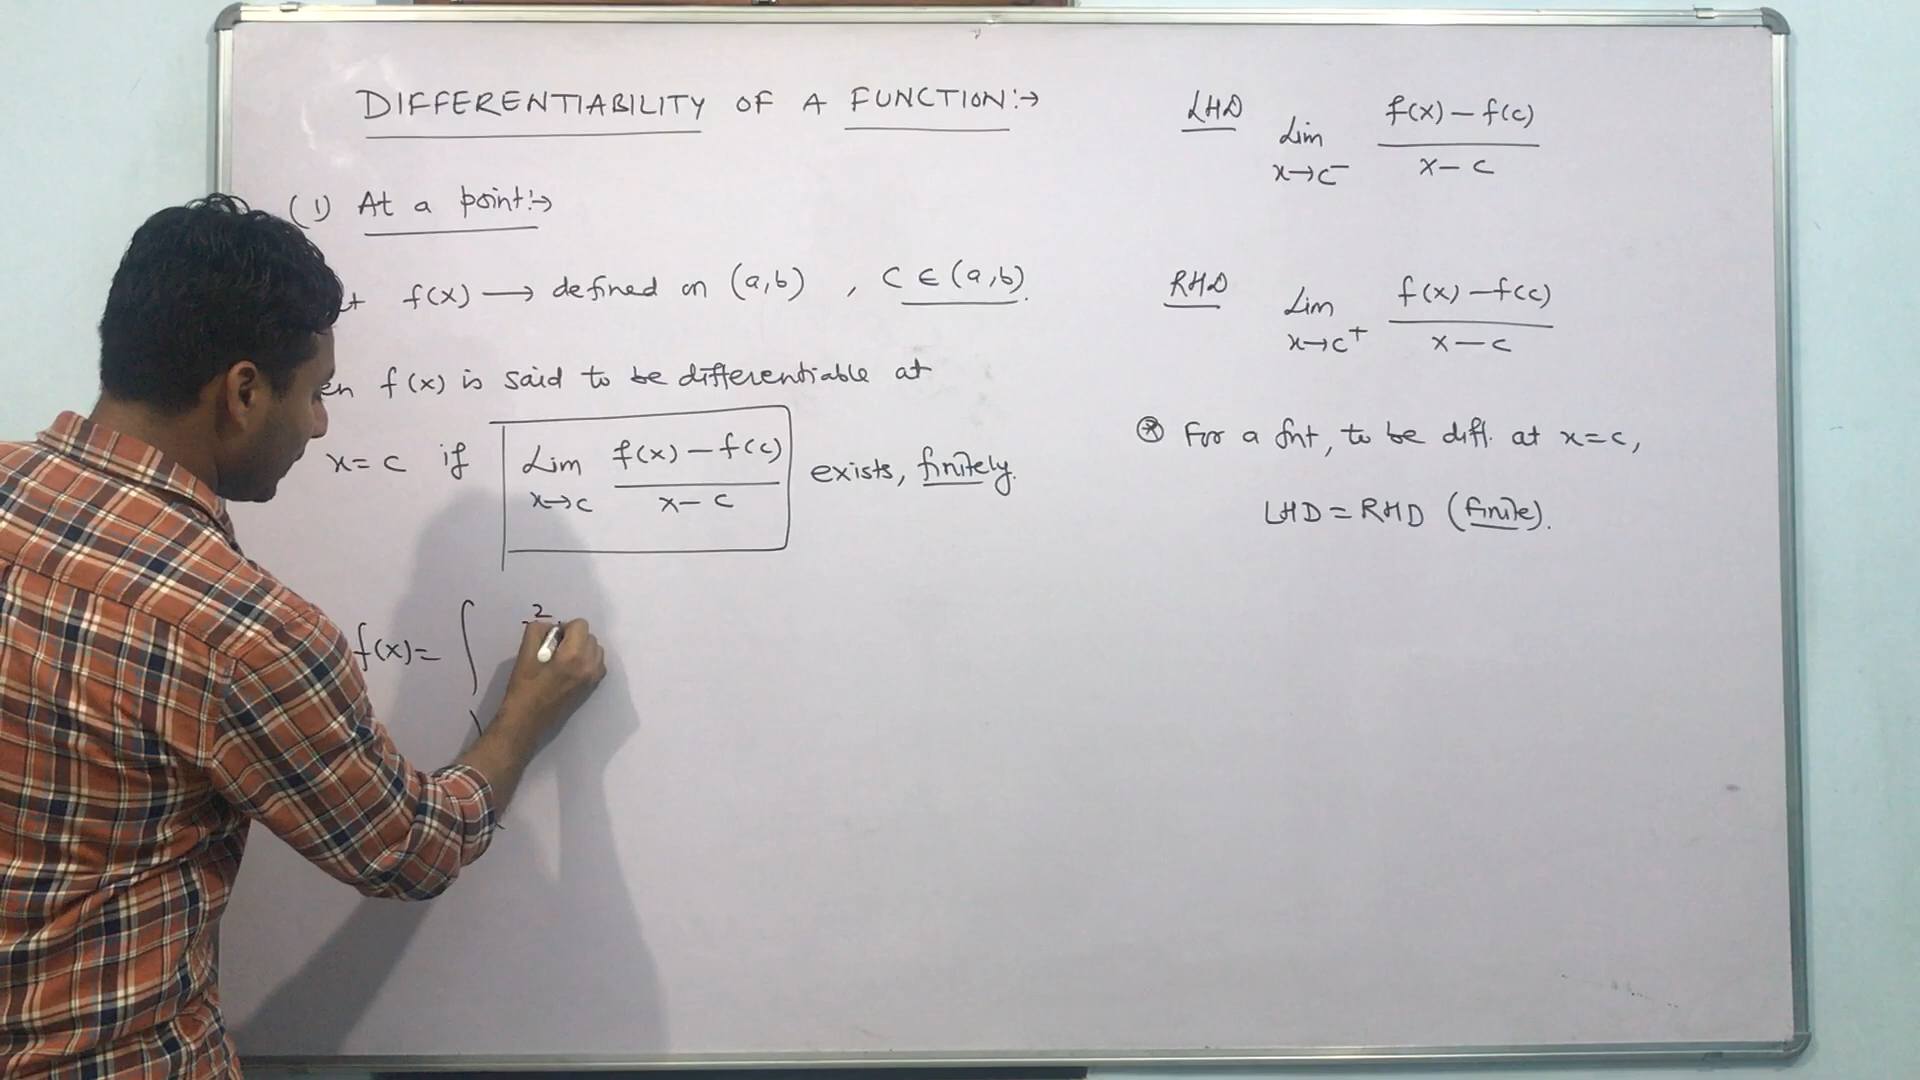 DIFFERENTIABILITY OF A FUNCTION:→
(1) At a point:→
f(x) ⟶ defined on (a,b) , C ∈ (a,b).
f(x) is said to be differentiable at
x=c if Lim x→c f(x)-f(c) / x-c exists, finitely.
f(x)= 2
LHD Lim x→c⁻ f(x)-f(c) / x-c
RHD Lim x→c⁺ f(x)-f(c) / x-c
⊛ For a fnt, to be diff. at x=c,
LHD=RHD (finite).